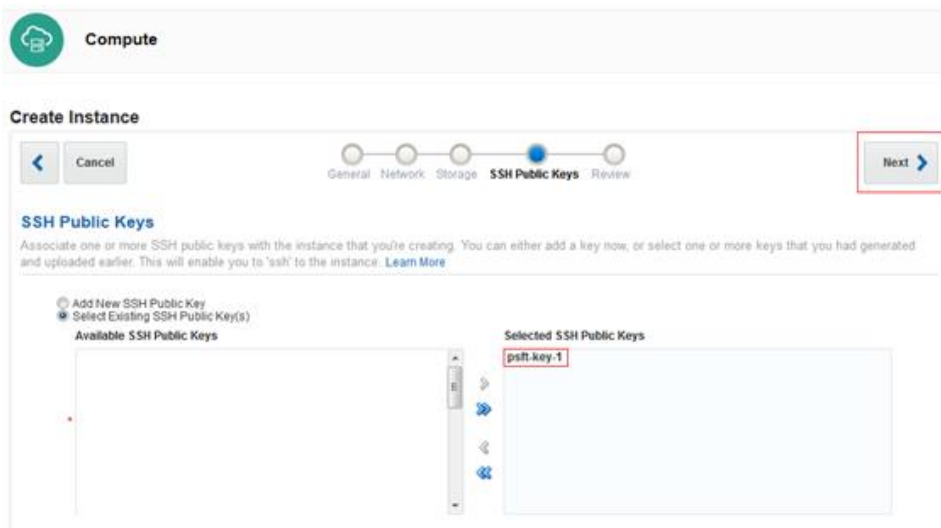 Compute
Create Instance
Cancel
General Network Storage SSH Public Keys Review
Next
SSH Public Keys
Associate one or more SSH public keys with the instance that you're creating. You can either add a key now, or select one or more keys that you had generated
and uploaded earlier. This will enable you to 'ssh' to the instance. Learn More
Add New SSH Public Key
Select Existing SSH Public Key(s)
Available SSH Public Keys
Selected SSH Public Keys
psft-key-1